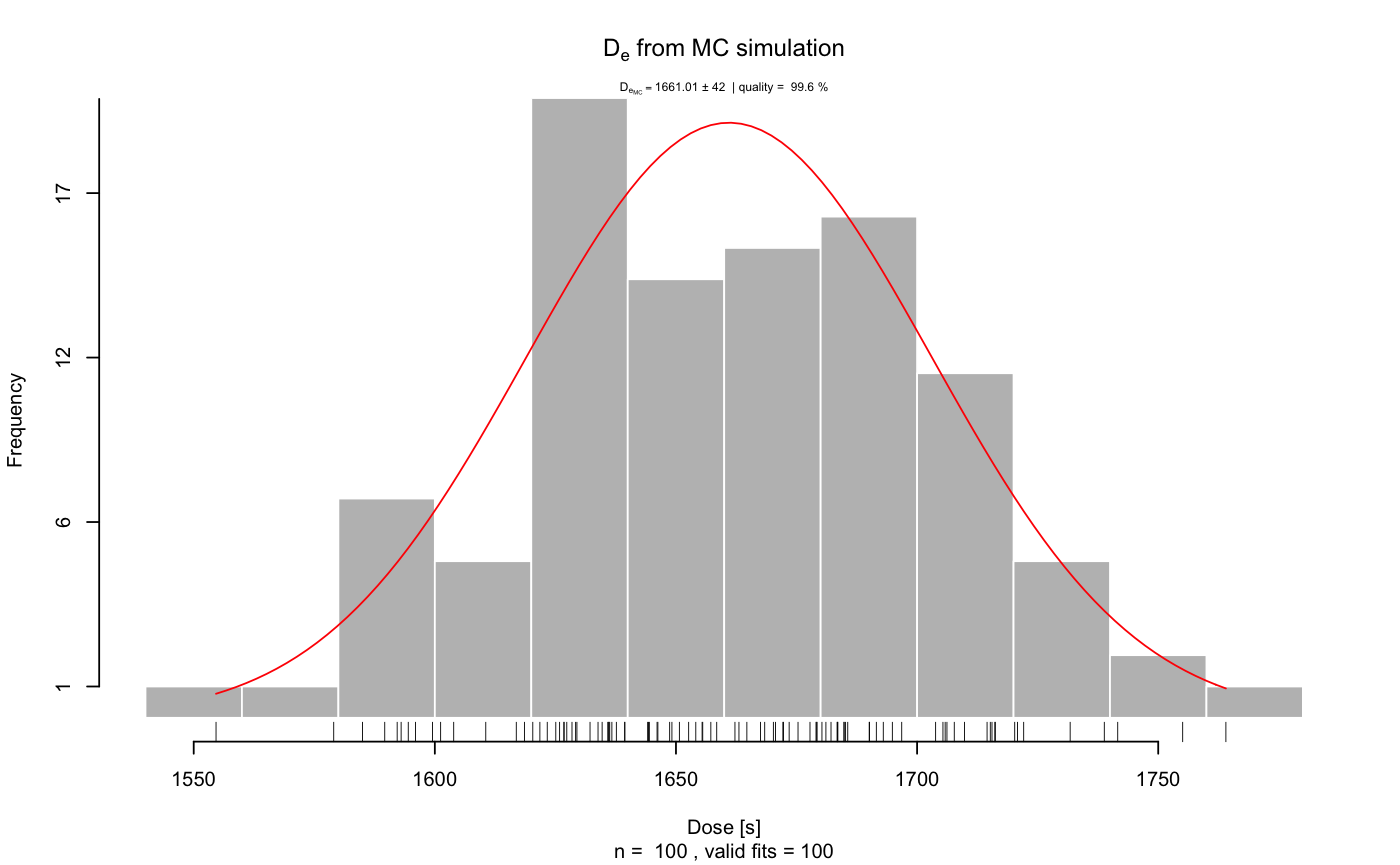 De from MC simulation
DeMC = 1661.01 ± 42 | quality = 99.6 %
Frequency
17
12
6
1
1550 1600 1650 1700 1750
Dose [s]
n = 100 , valid fits = 100